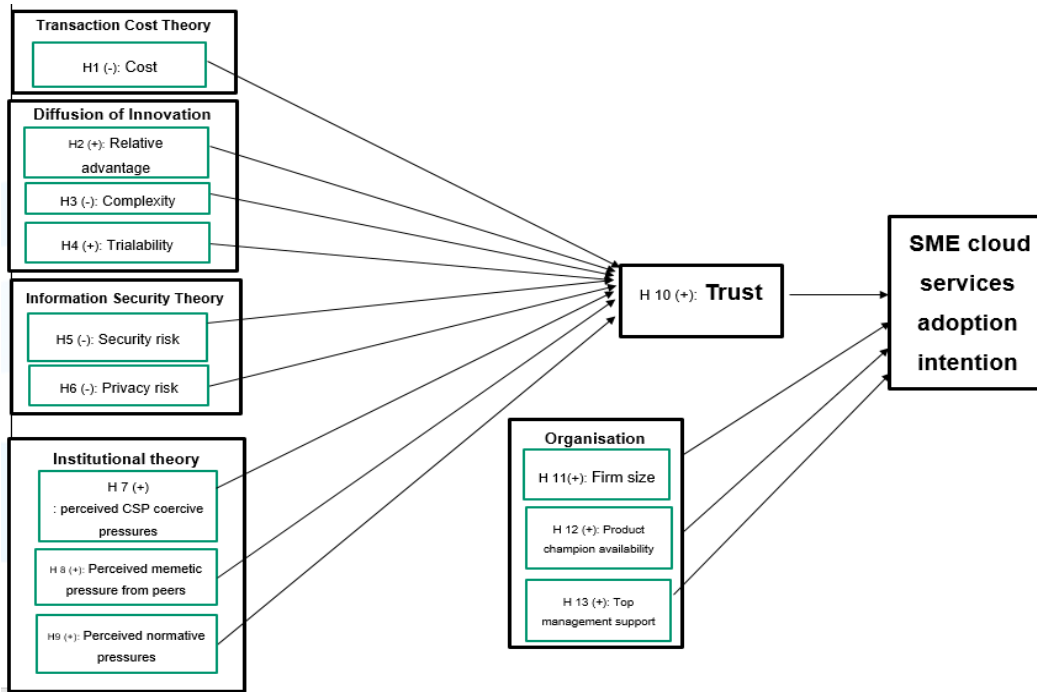 Transaction Cost Theory
H1 (-): Cost
Diffusion of Innovation
H2 (+): Relative
advantage
H3 (-): Complexity
H4 (+): Trialability
Information Security Theory
H5 (-): Security risk
H6 (-): Privacy risk
Institutional theory
H 7 (+)
: perceived CSP coercive
pressures
H 8 (+): Perceived memetic
pressure from peers
H9 (+): Perceived normative
pressures
H 10 (+): Trust
Organisation
H 11(+): Firm size
H 12 (+): Product
champion availability
H 13 (+): Top
management support
SME cloud
services
adoption
intention